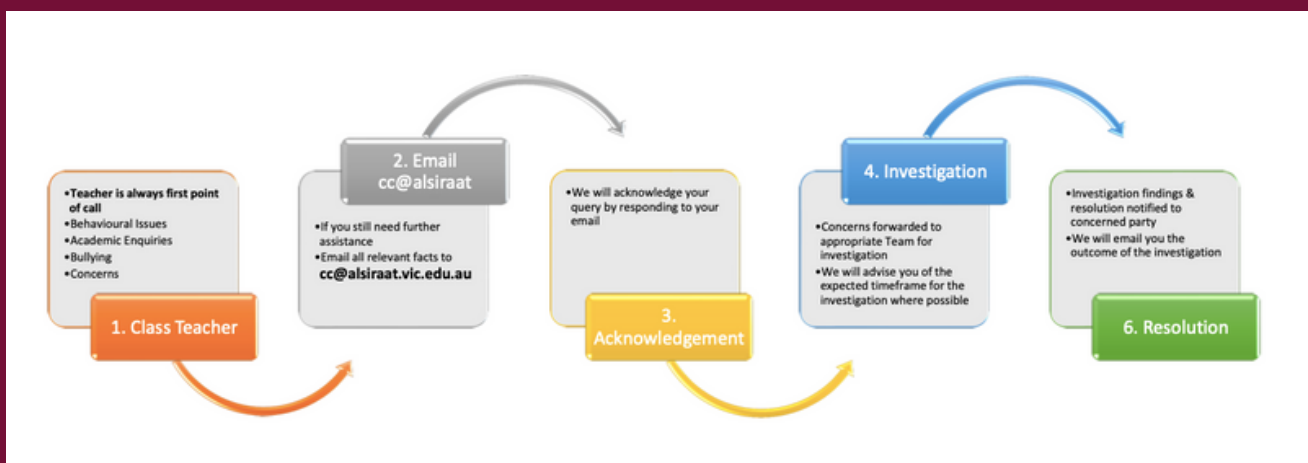 •Teacher is always first point
of call
•Behavioural Issues
•Academic Enquiries
•Bullying
•Concerns
1. Class Teacher
2. Email
cc@alsiraat
•If you still need further
assistance
•Email all relevant facts to
cc@alsiraat.vic.edu.au
•We will acknowledge your
query by responding to your
email
3.
Acknowledgement
4. Investigation
•Concerns forwarded to
appropriate Team for
investigation
•We will advise you of the
expected timeframe for the
investigation where possible
•Investigation findings &
resolution notified to
concerned party
•We will email you the
outcome of the investigation
6. Resolution